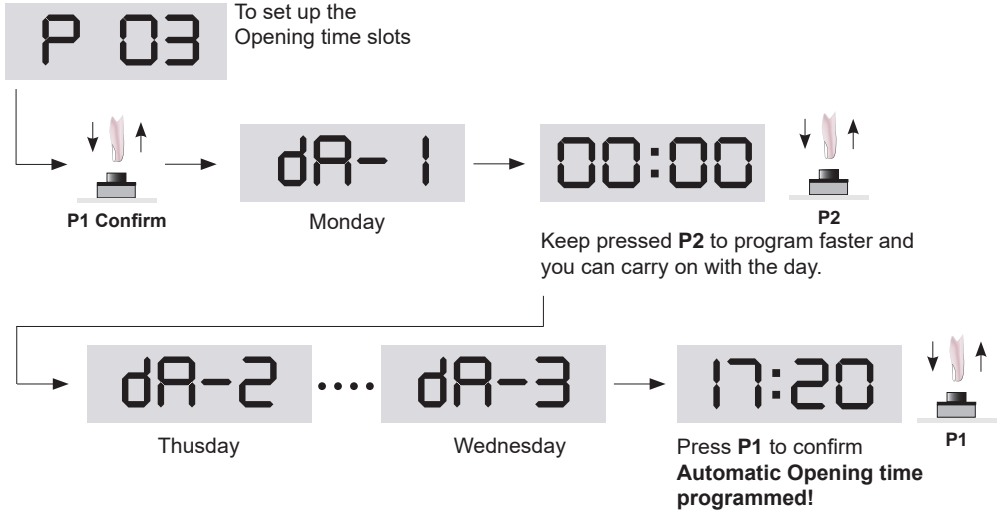 P 03
To set up the
Opening time slots
P1 Confirm
dA-1
Monday
00:00
P2
Keep pressed P2 to program faster and
you can carry on with the day.
dA-2
Thusday
dA-3
Wednesday
17:20
P1
Press P1 to confirm
Automatic Opening time
programmed!